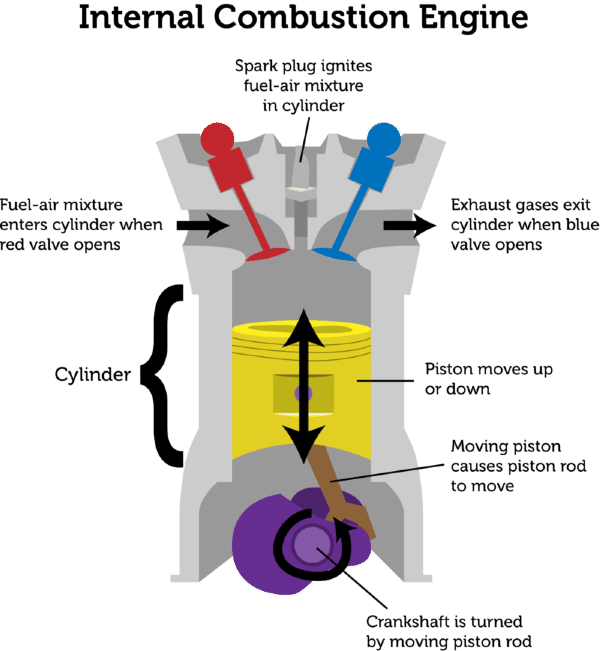 Internal Combustion Engine
Spark plug ignites
fuel-air mixture
in cylinder
Fuel-air mixture
enters cylinder when
red valve opens
Exhaust gases exit
cylinder when blue
valve opens
Cylinder
Piston moves up
or down
Moving piston
causes piston rod
to move
Crankshaft is turned
by moving piston rod